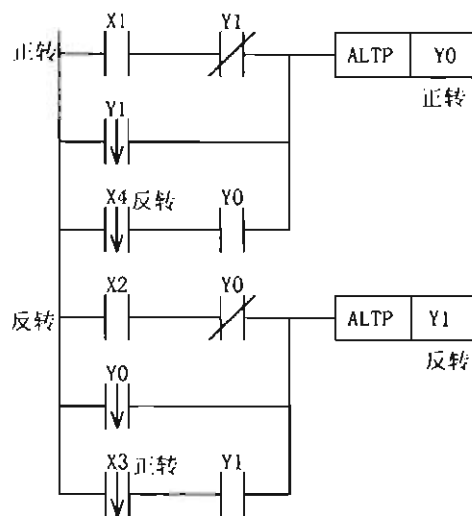 X1 Y1
正转 ALTP Y0
正转
Y1
X4 反转 Y0
X2 Y0
反转 ALTP Y1
反转
Y0
X3 正转 Y1